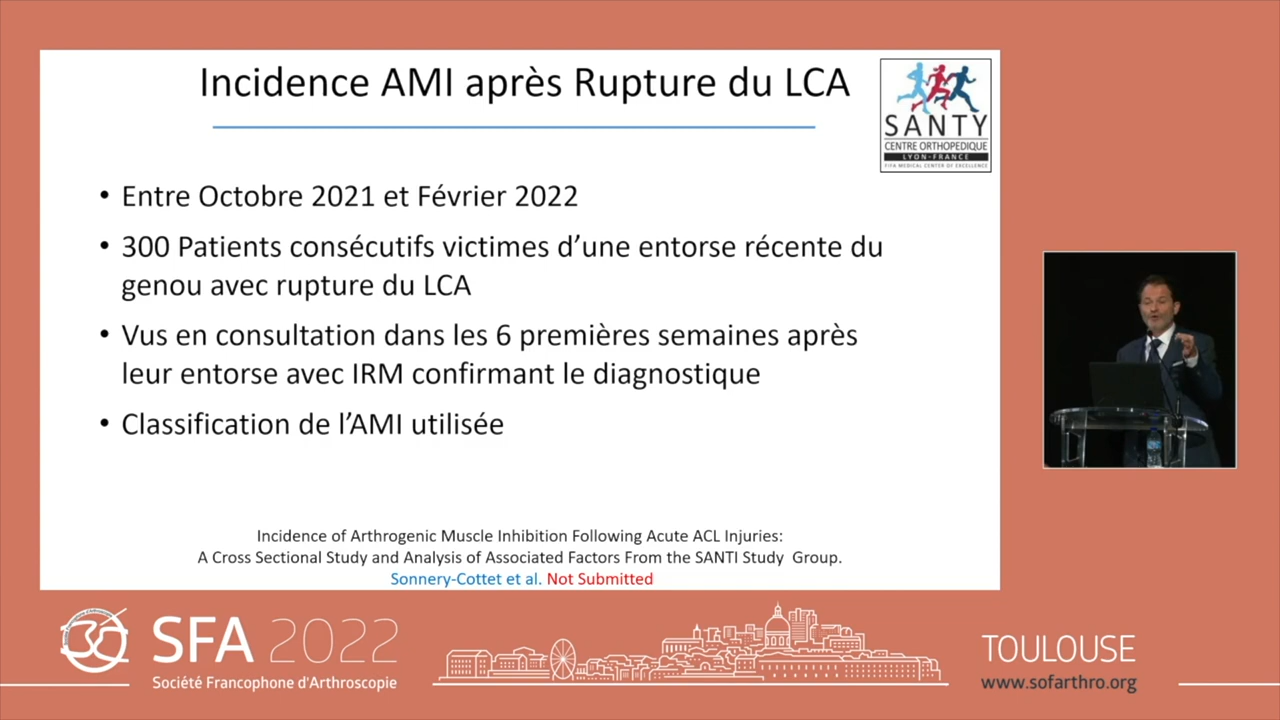 Incidence AMI après Rupture du LCA
SANTY
CENTRE ORTHOPEDIQUE
LYON-FRANCE
FIFA MEDICAL CENTER OF EXCELLENCE
• Entre Octobre 2021 et Février 2022
• 300 Patients consécutifs victimes d’une entorse récente du
genou avec rupture du LCA
• Vus en consultation dans les 6 premières semaines après
leur entorse avec IRM confirmant le diagnostique
• Classification de l’AMI utilisée
Incidence of Arthrogenic Muscle Inhibition Following Acute ACL Injuries:
A Cross Sectional Study and Analysis of Associated Factors From the SANTI Study Group.
Sonnery-Cottet et al. Not Submitted
30
SFA 2022
Société Francophone d'Arthroscopie
TOULOUSE
www.sofarthro.org